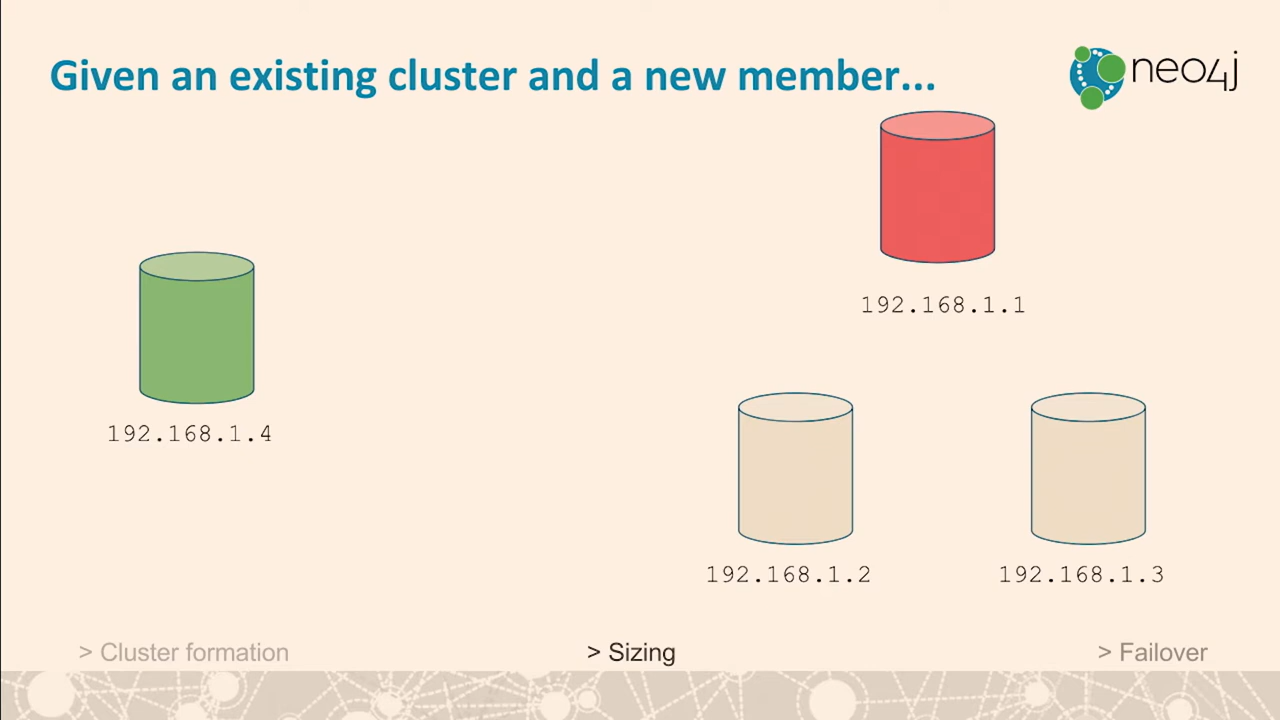 Given an existing cluster and a new member...
neo4j
192.168.1.1
192.168.1.4
192.168.1.2
192.168.1.3
> Cluster formation
> Sizing
> Failover